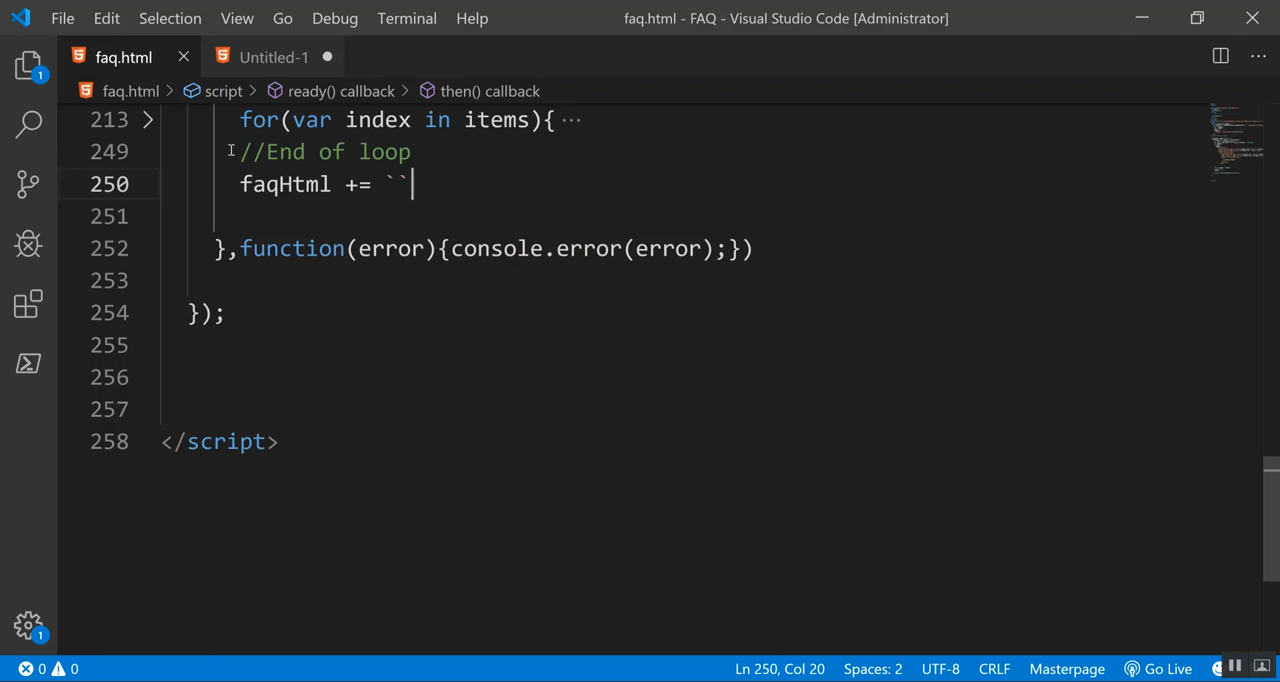 File Edit Selection View Go Debug Terminal Help faq.html - FAQ - Visual Studio Code [Administrator]
faq.html Untitled-1
faq.html script ready() callback then() callback
213 for(var index in items){···
249 //End of loop
250 faqHtml += ``
251
252 },function(error){console.error(error);})
253
254 });
255
256
257
258 </script>
1
1
0 0 Ln 250, Col 20 Spaces: 2 UTF-8 CRLF Masterpage Go Live